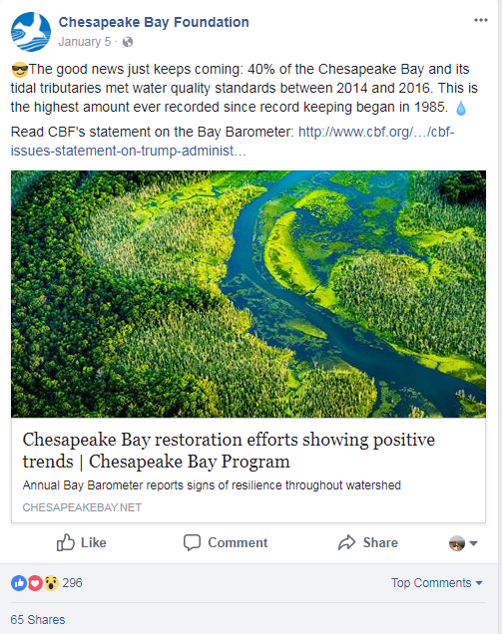 Chesapeake Bay Foundation
January 5 ·
The good news just keeps coming: 40% of the Chesapeake Bay and its
tidal tributaries met water quality standards between 2014 and 2016. This is
the highest amount ever recorded since record keeping began in 1985.
Read CBF's statement on the Bay Barometer: http://www.cbf.org/…/cbf-
issues-statement-on-trump-administ…
Chesapeake Bay restoration efforts showing positive
trends | Chesapeake Bay Program
Annual Bay Barometer reports signs of resilience throughout watershed
CHESAPEAKEBAY.NET
Like Comment Share
296 Top Comments
65 Shares